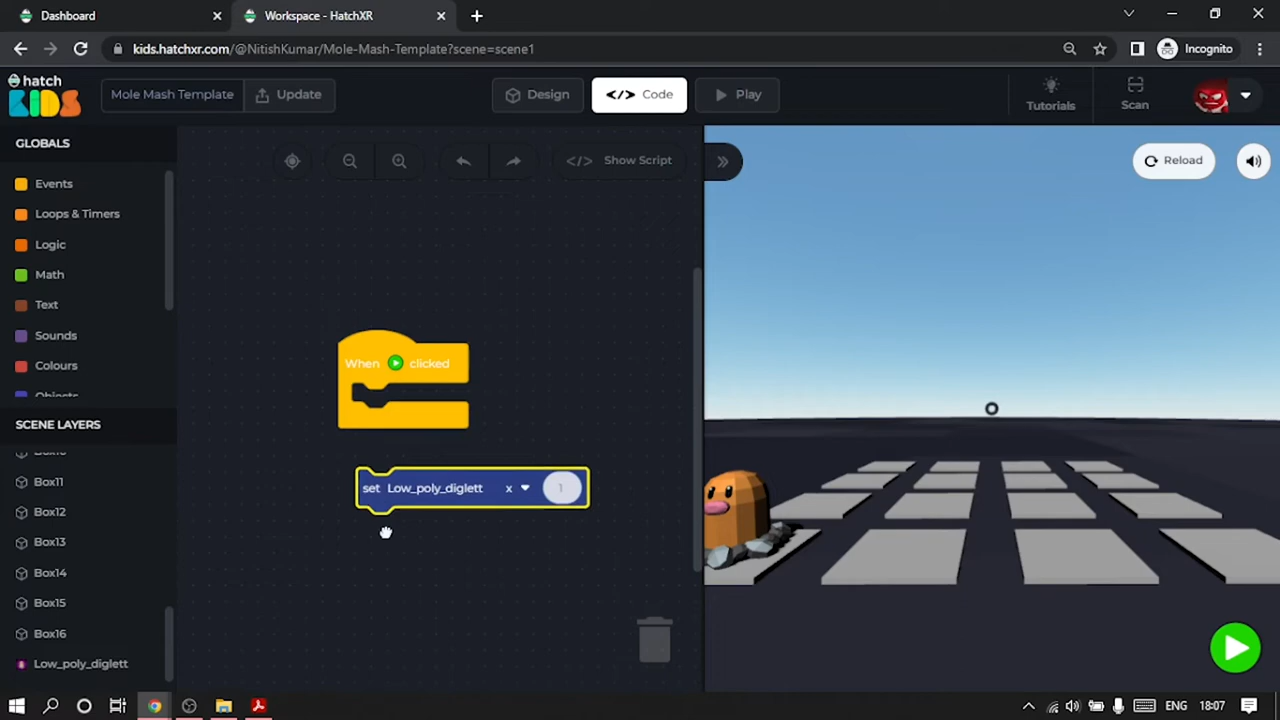 Dashboard
Workspace - HatchXR
kids.hatchxr.com/@NitishKumar/Mole-Mash-Template?scene=scene1
Incognito
hatch
KIDS
Mole Mash Template
Update
Design
</> Code
Play
Tutorials
Scan
GLOBALS
Events
Loops & Timers
Logic
Math
Text
Sounds
Colours
Objects
</> Show Script
Reload
When clicked
set Low_poly_diglett x 1
SCENE LAYERS
Box11
Box12
Box13
Box14
Box15
Box16
Low_poly_diglett
ENG
18:07